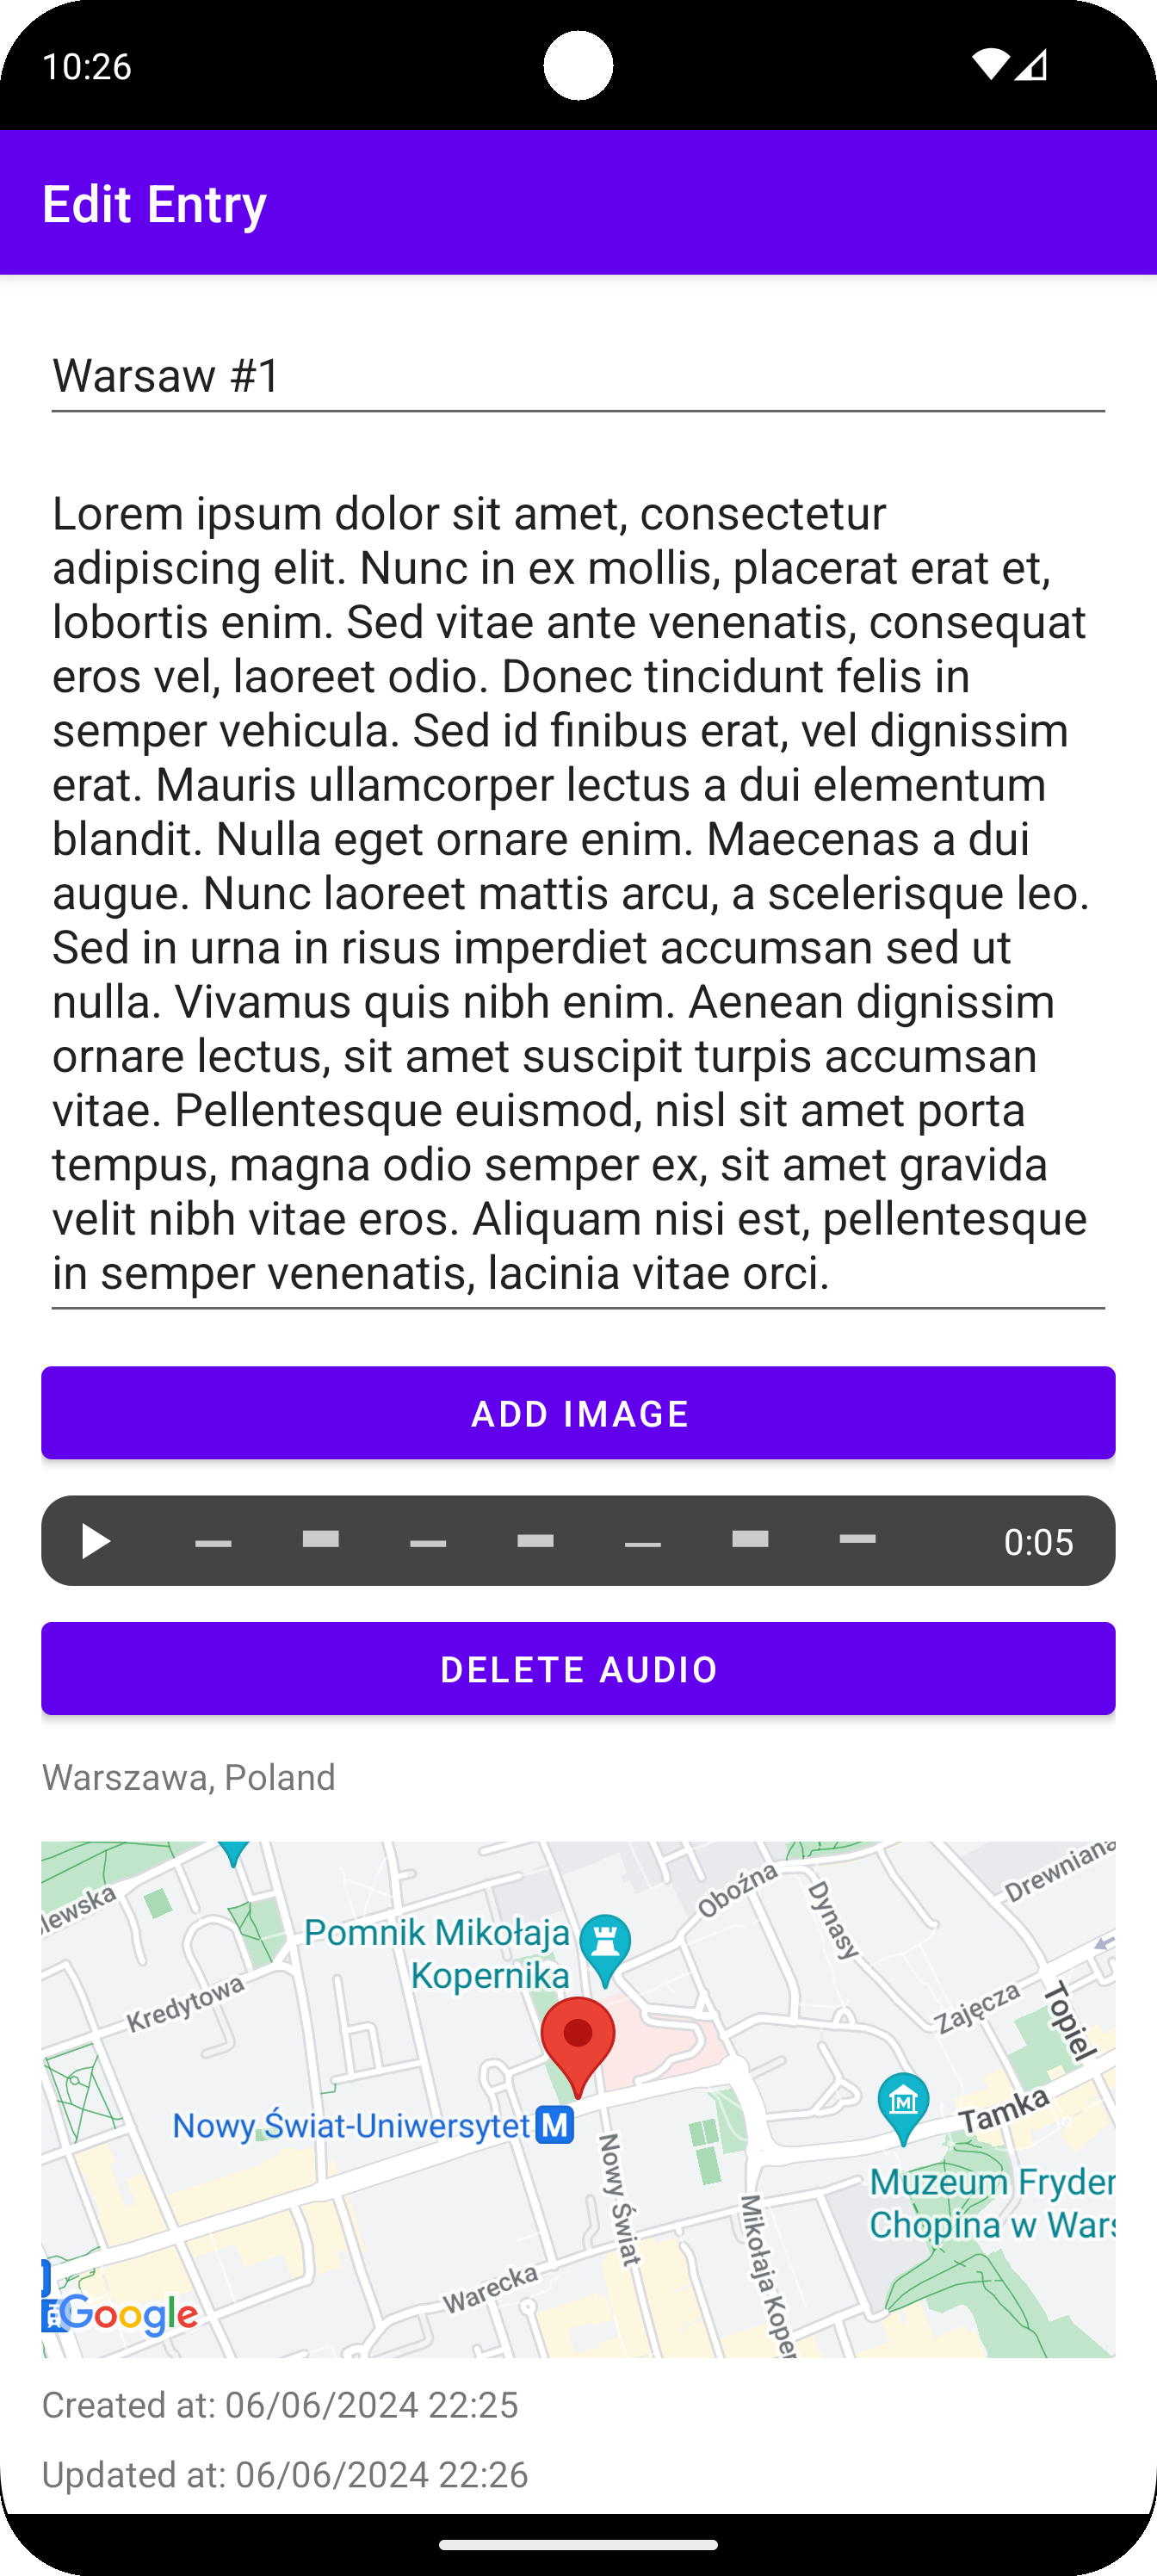 10:26
Edit Entry
Warsaw #1
Lorem ipsum dolor sit amet, consectetur
adipiscing elit. Nunc in ex mollis, placerat erat et,
lobortis enim. Sed vitae ante venenatis, consequat
eros vel, laoreet odio. Donec tincidunt felis in
semper vehicula. Sed id finibus erat, vel dignissim
erat. Mauris ullamcorper lectus a dui elementum
blandit. Nulla eget ornare enim. Maecenas a dui
augue. Nunc laoreet mattis arcu, a scelerisque leo.
Sed in urna in risus imperdiet accumsan sed ut
nulla. Vivamus quis nibh enim. Aenean dignissim
ornare lectus, sit amet suscipit turpis accumsan
vitae. Pellentesque euismod, nisl sit amet porta
tempus, magna odio semper ex, sit amet gravida
velit nibh vitae eros. Aliquam nisi est, pellentesque
in semper venenatis, lacinia vitae orci.
ADD IMAGE
0:05
DELETE AUDIO
Warszawa, Poland
lewska
Oboźna
Dynasy
Drewniana
Pomnik Mikołaja
Kopernika
Kredytowa
Zajęcza
Topiel
Tamka
Nowy Świat-Uniwersytet M
Nowy Świat
Muzeum Fryder
Chopina w Wars
Mikołaja Koper
Warecka
Google
Created at: 06/06/2024 22:25
Updated at: 06/06/2024 22:26